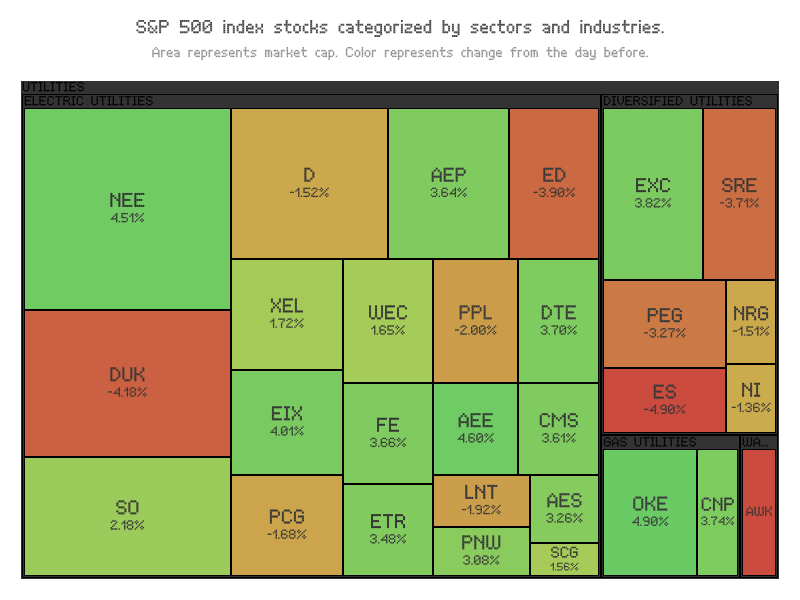 S&P 500 index stocks categorized by sectors and industries.
Area represents market cap. Color represents change from the day before.
UTILITIES
ELECTRIC UTILITIES
NEE
4.51%
DUK
-4.18%
SO
2.18%
D
-1.52%
AEP
3.64%
ED
-3.90%
XEL
1.72%
EIX
4.01%
PCG
-1.68%
WEC
1.65%
FE
3.66%
ETR
3.48%
PPL
-2.00%
DTE
3.70%
AEE
4.60%
CMS
3.61%
LNT
-1.92%
PNW
3.08%
AES
3.26%
SCG
1.56%
DIVERSIFIED UTILITIES
EXC
3.82%
SRE
-3.71%
PEG
-3.27%
ES
-4.90%
NRG
-1.51%
NI
-1.36%
GAS UTILITIES
OKE
4.90%
CNP
3.74%
WA...
AWK